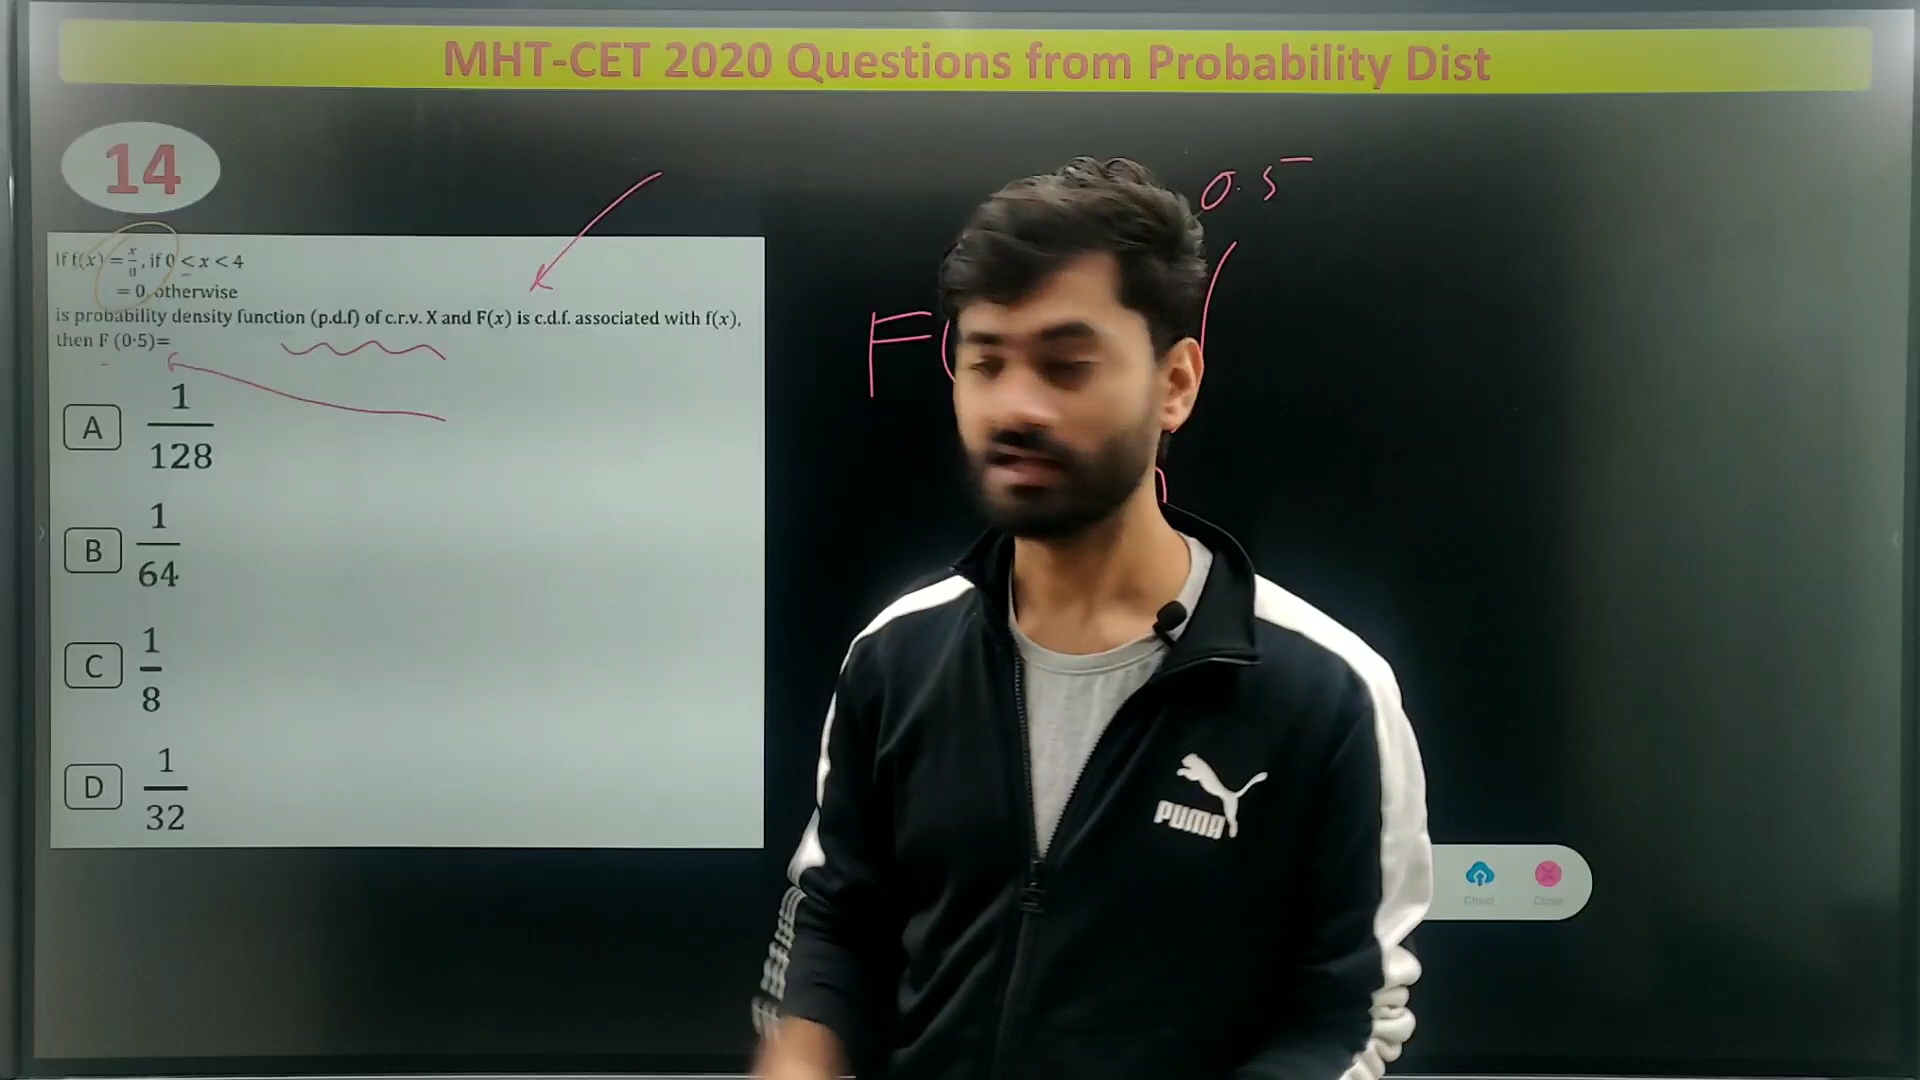 MHT-CET 2020 Questions from Probability Dist
14
If f(x) = x/8, if 0 < x < 4
= 0, otherwise
is probability density function (p.d.f) of c.r.v. X and F(x) is c.d.f. associated with f(x),
then F (0·5)=
A 1/128
B 1/64
C 1/8
D 1/32
0.5
F(
PUMA
Cloud
Close